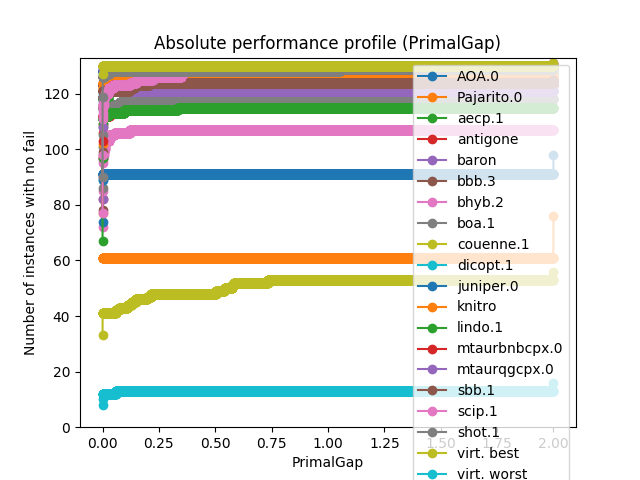 Absolute performance profile (PrimalGap)
Number of instances with no fail
120
100
80
60
40
20
0
0.00 0.25 0.50 0.75 1.00 1.25 1.50 1.75 2.00
PrimalGap
AOA.0
Pajarito.0
aecp.1
antigone
baron
bbb.3
bhyb.2
boa.1
couenne.1
dicopt.1
juniper.0
knitro
lindo.1
mtaurbnbcpx.0
mtaurqgcpx.0
sbb.1
scip.1
shot.1
virt. best
virt. worst